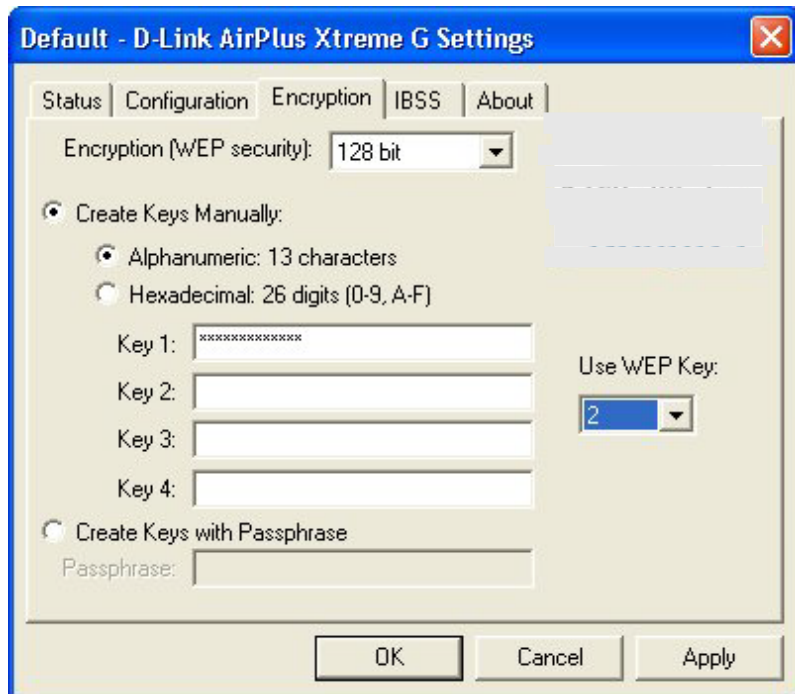 Default - D-Link AirPlus Xtreme G Settings
Status Configuration Encryption IBSS About
Encryption (WEP security): 128 bit
Create Keys Manually:
Alphanumeric: 13 characters
Hexadecimal: 26 digits (0-9, A-F)
Key 1: *************
Use WEP Key:
Key 2:
2
Key 3:
Key 4:
Create Keys with Passphrase
Passphrase:
OK Cancel Apply